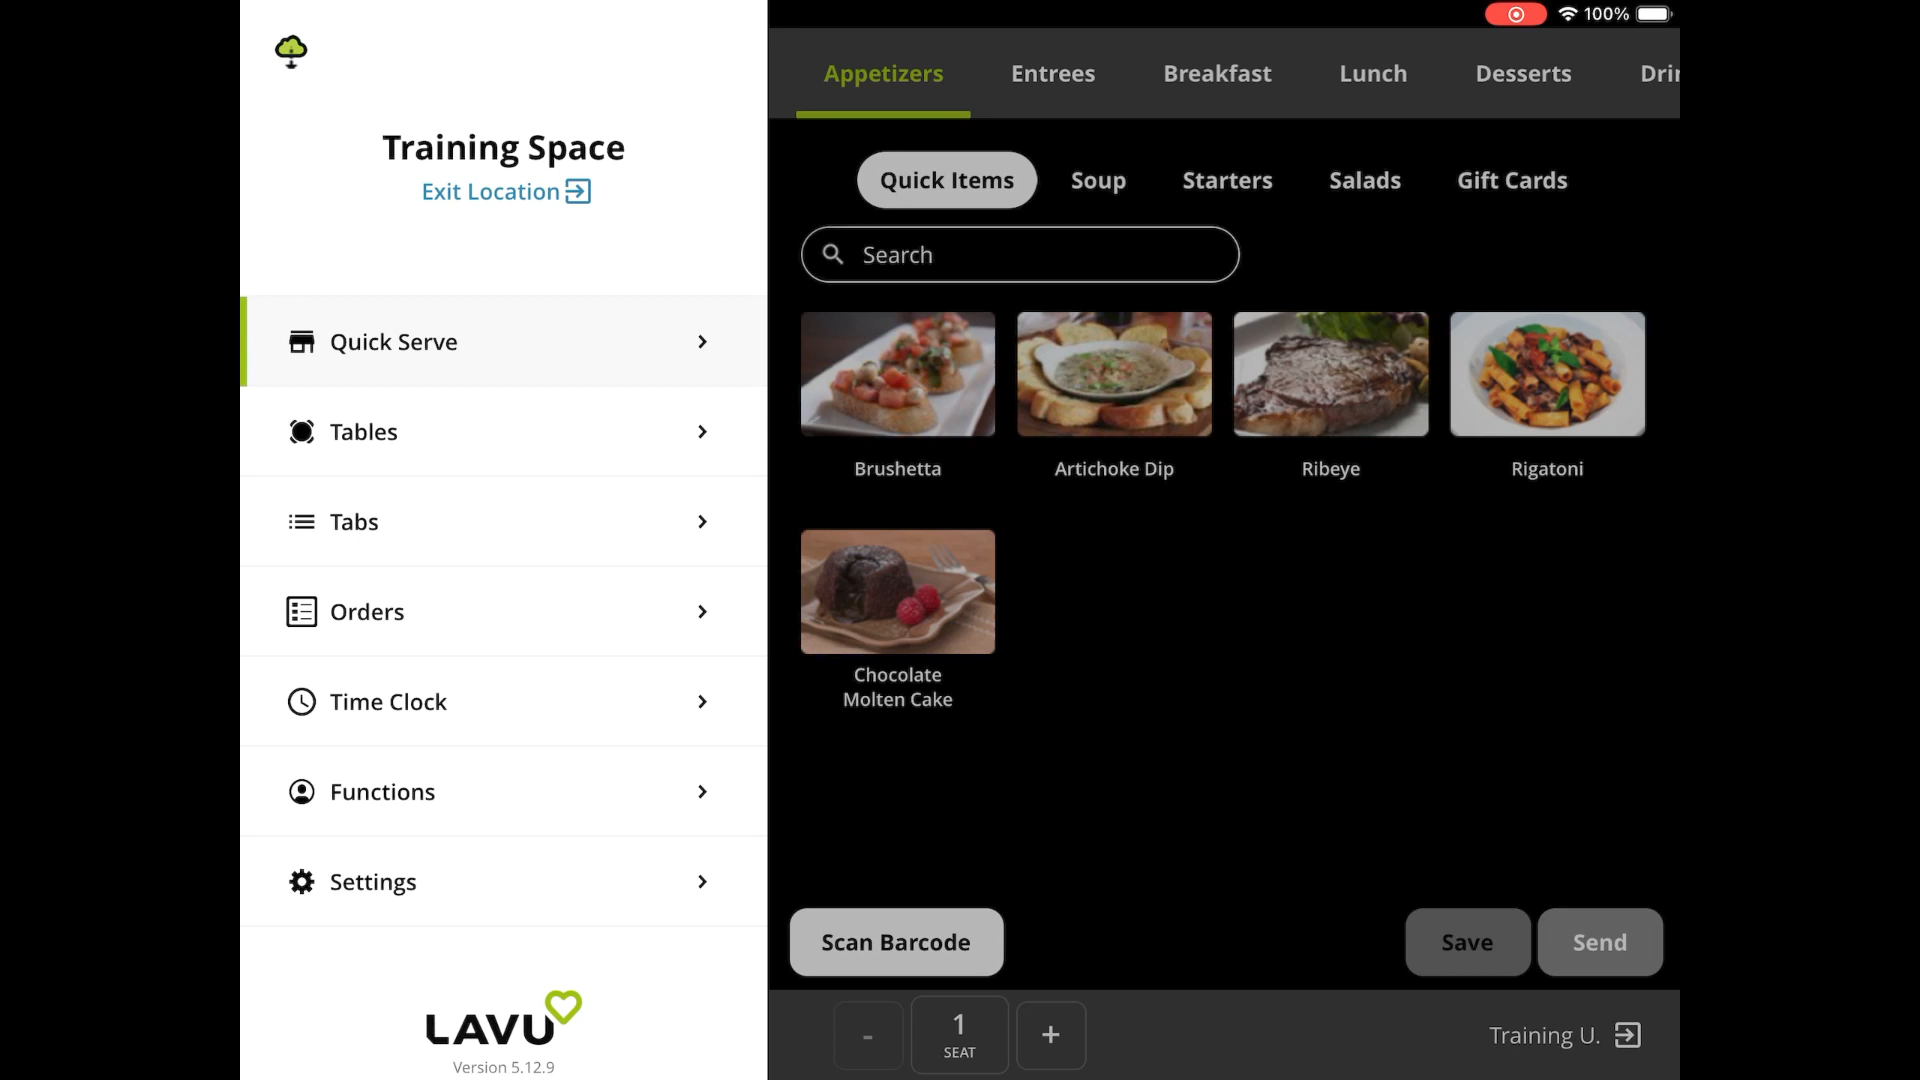 Training Space
Exit Location
Quick Serve
Tables
Tabs
Orders
Time Clock
Functions
Settings
LAVU
Version 5.12.9
100%
Appetizers Entrees Breakfast Lunch Desserts Drin
Quick Items Soup Starters Salads Gift Cards
Search
Brushetta Artichoke Dip Ribeye Rigatoni
Chocolate
Molten Cake
Scan Barcode Save Send
- 1 +
SEAT
Training U.